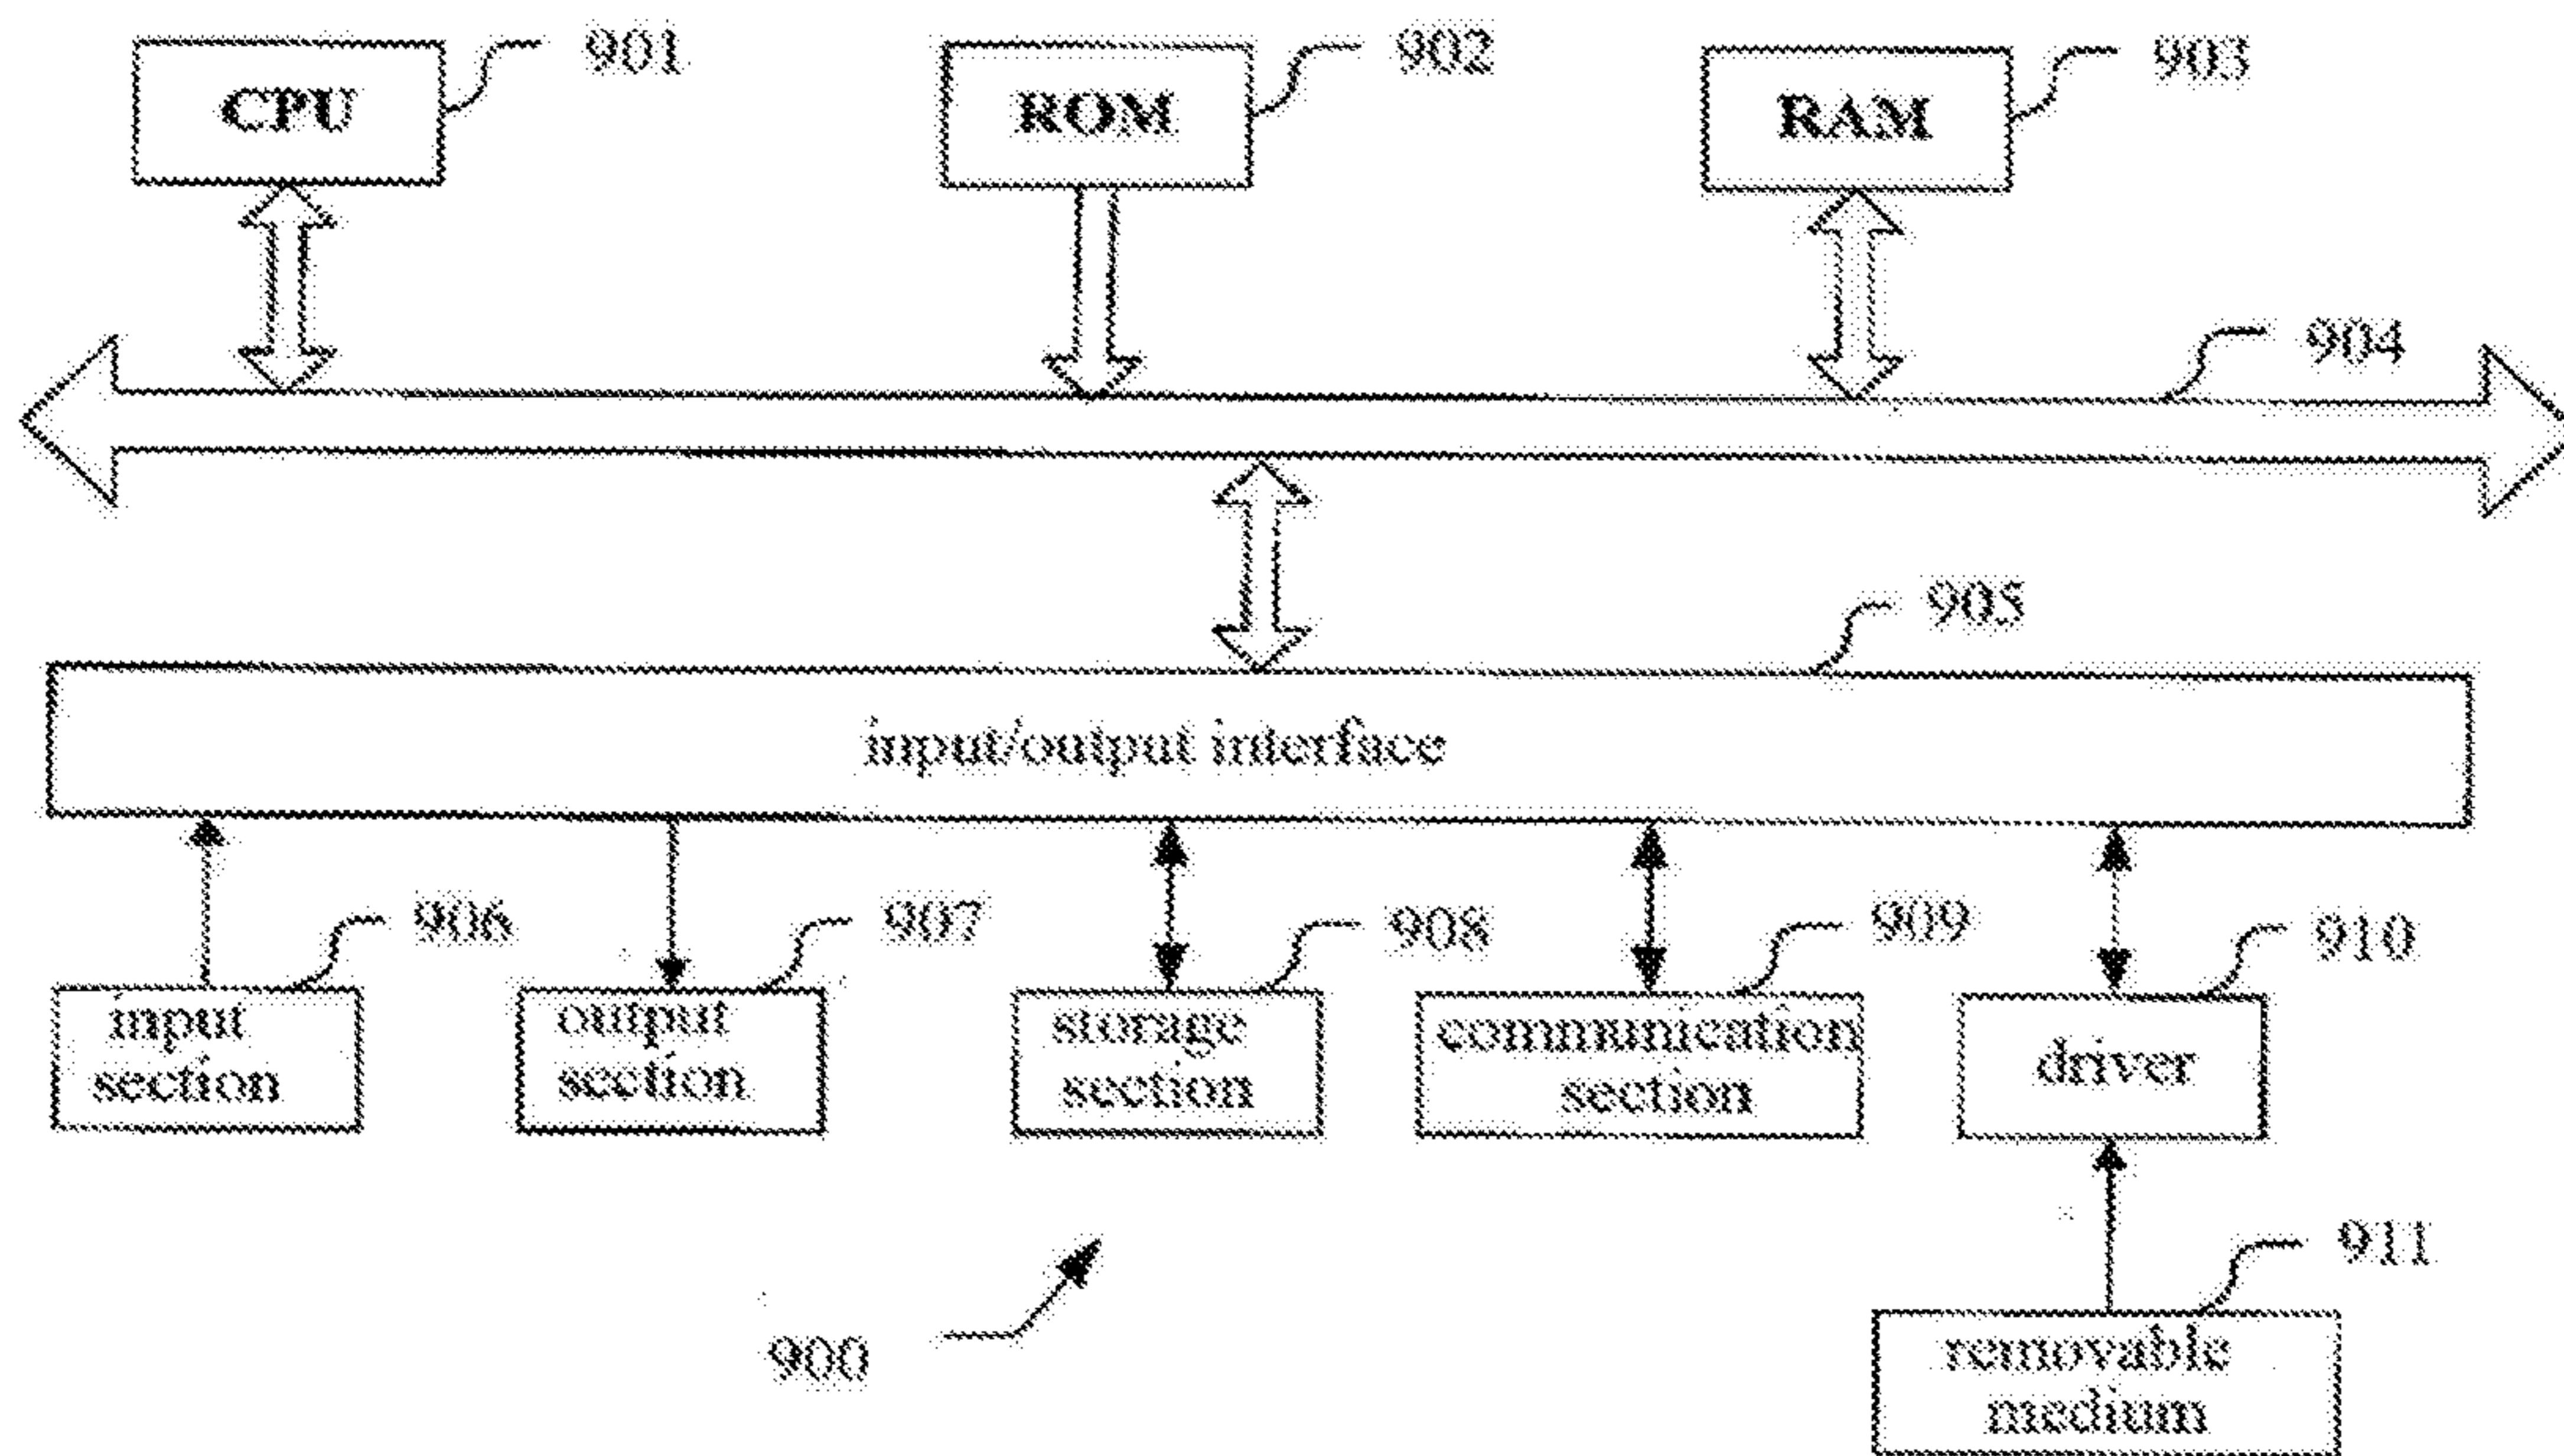 CPU
901
ROM
902
RAM
903
904
905
input/output interface
906
907
908
909
910
input
section
output
section
storage
section
communication
section
driver
911
900
removable
medium